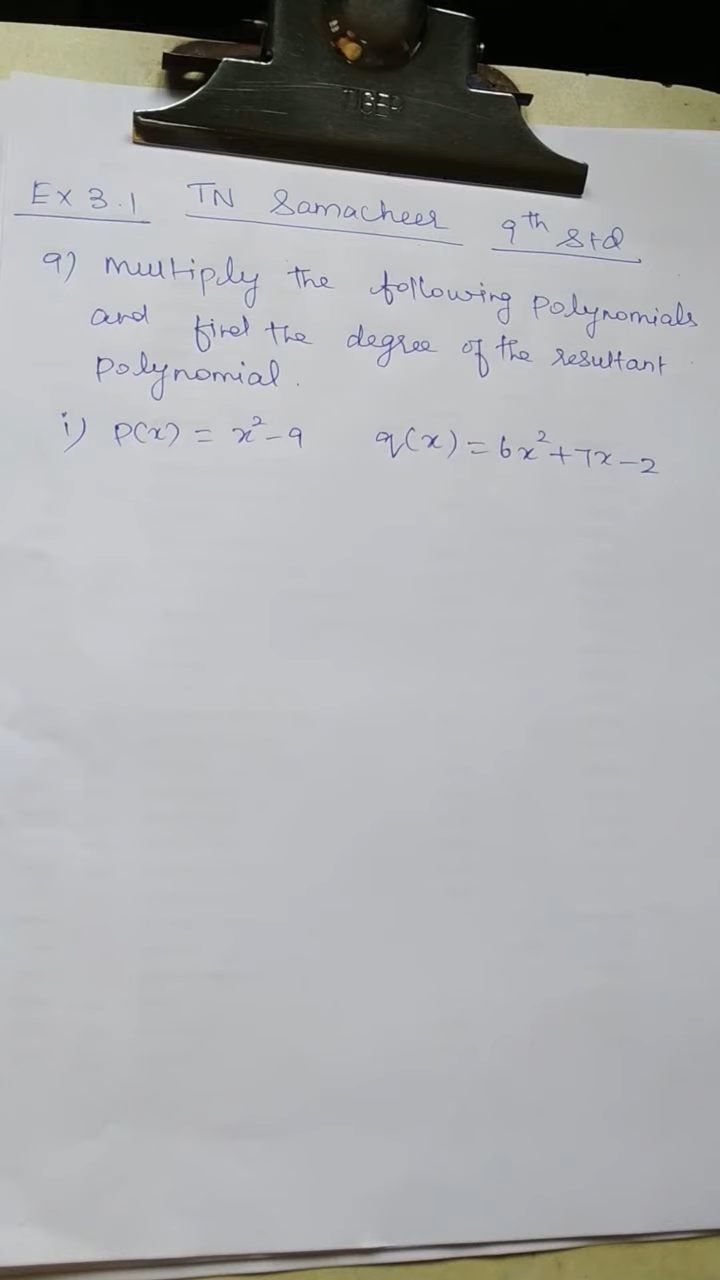 TIGER
Ex 3.1 TN Samacheer 9th Std
9) Multiply the following polynomials
and find the degree of the resultant
polynomial.
i) P(x) = x²-9 q(x) = 6x²+7x-2